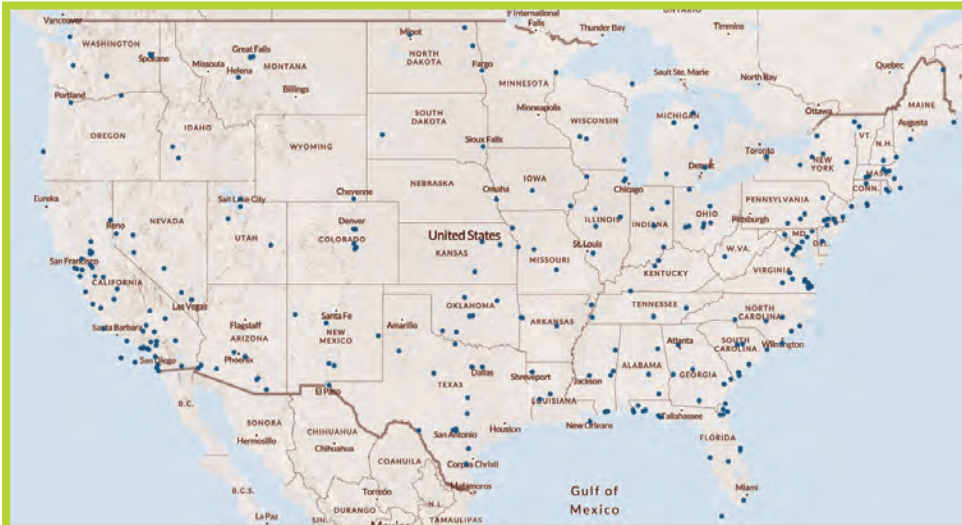 ONTARIO
Vancouver
Int'l International
Falls
Thunder Bay
Timmins
WASHINGTON
Spokane
Great Falls
Missoula
Helena
MONTANA
Minot
NORTH
DAKOTA
Fargo
Sault Ste. Marie
North Bay
Quebec
Billings
MINNESOTA
Portland
Minneapolis
Ottawa
MAINE
OREGON
IDAHO
SOUTH
DAKOTA
WISCONSIN
MICHIGAN
Augusta
VT.
WYOMING
Sioux Falls
Toronto
N.H.
NEW
YORK
Detroit
MASS.
Eureka
Cheyenne
NEBRASKA
Omaha
IOWA
Chicago
CONN.
Salt Lake City
PENNSYLVANIA
Reno
NEVADA
UTAH
Denver
COLORADO
United States
KANSAS
ILLINOIS
INDIANA
OHIO
Pittsburgh
MD.
DEL.
San Francisco
St. Louis
W.VA.
CALIFORNIA
MISSOURI
KENTUCKY
VIRGINIA
Las Vegas
OKLAHOMA
TENNESSEE
NORTH
CAROLINA
Santa Barbara
Flagstaff
ARIZONA
Santa Fe
NEW
MEXICO
Amarillo
ARKANSAS
Atlanta
SOUTH
CAROLINA
Wilmington
San Diego
Phoenix
Dallas
Shreveport
Jackson
ALABAMA
GEORGIA
TEXAS
El Paso
LOUISIANA
B.C.
SONORA
Hermosillo
CHIHUAHUA
Chihuahua
San Antonio
Houston
New Orleans
Tallahassee
FLORIDA
COAHUILA
Corpus Christi
B.C.S.
Torreón
Matamoros
Gulf of
Mexico
Miami
La Paz
SIN.
DURANGO
N.L.
TAMAULIPAS
Mexico